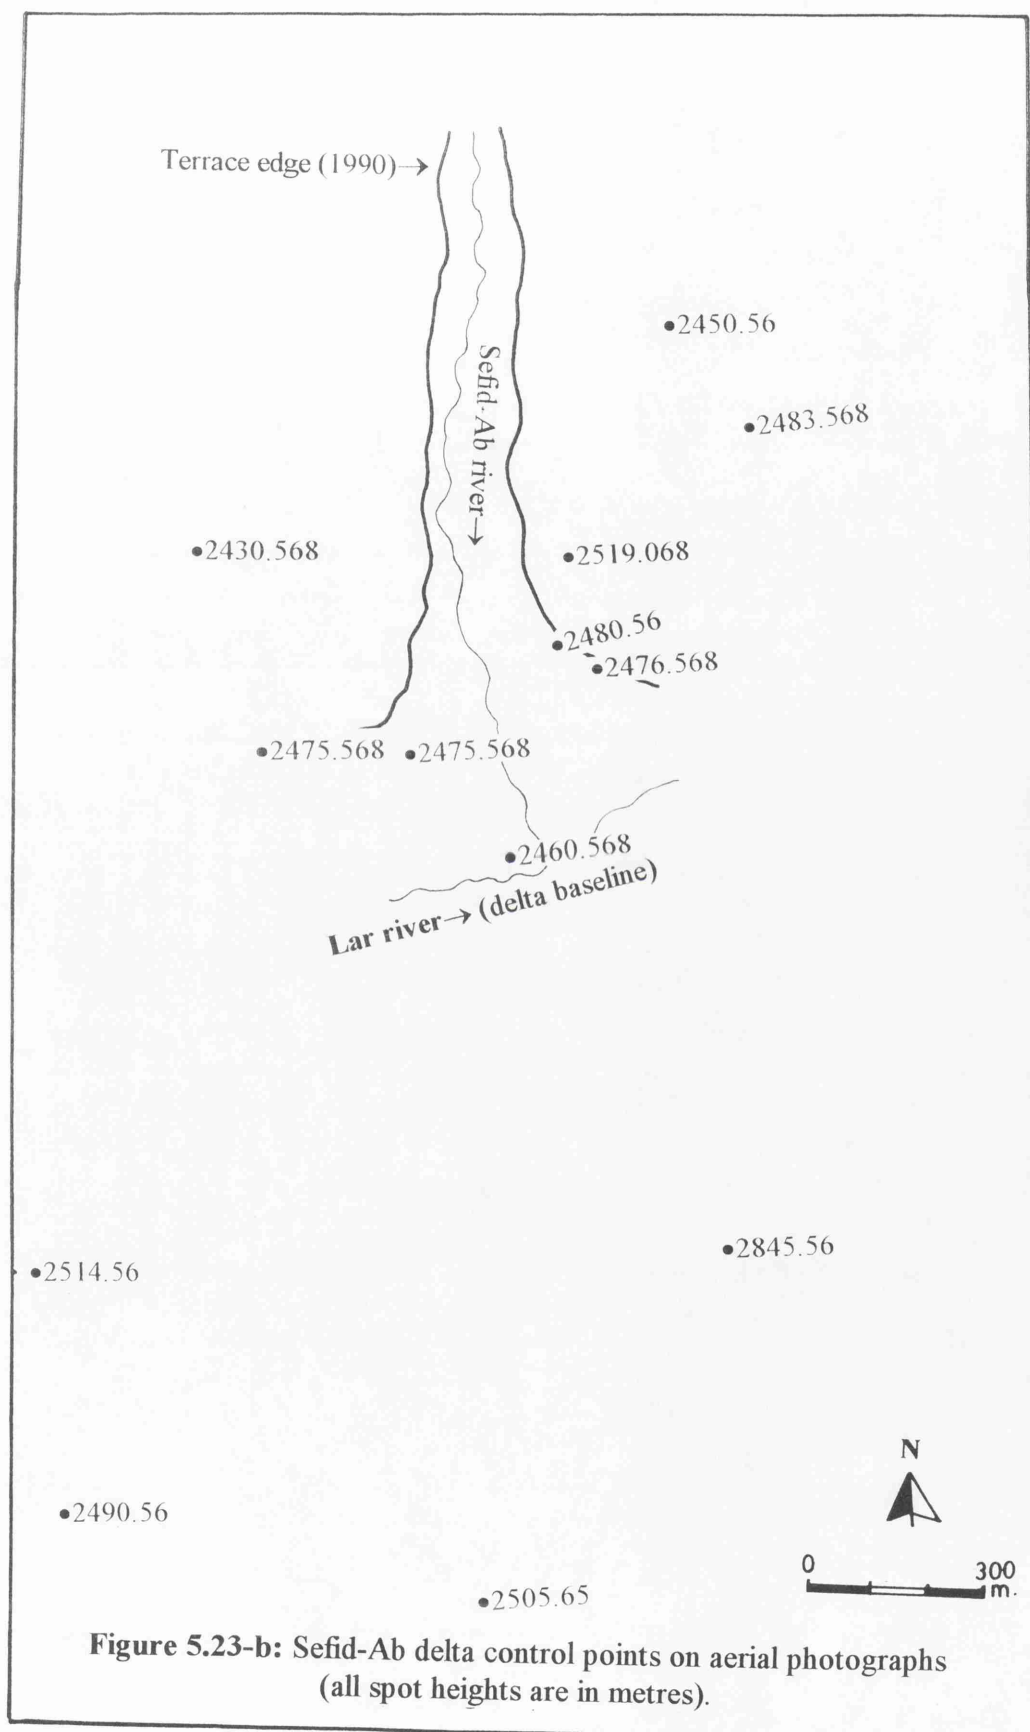 Terrace edge (1990)→
•2450.56
Sefid-Ab river→
•2483.568
•2430.568
•2519.068
•2480.56
•2476.568
•2475.568
•2475.568
•2460.568
Lar river→ (delta baseline)
•2845.56
•2514.56
N
•2490.56
0 300
m.
•2505.65
Figure 5.23-b: Sefid-Ab delta control points on aerial photographs
(all spot heights are in metres).